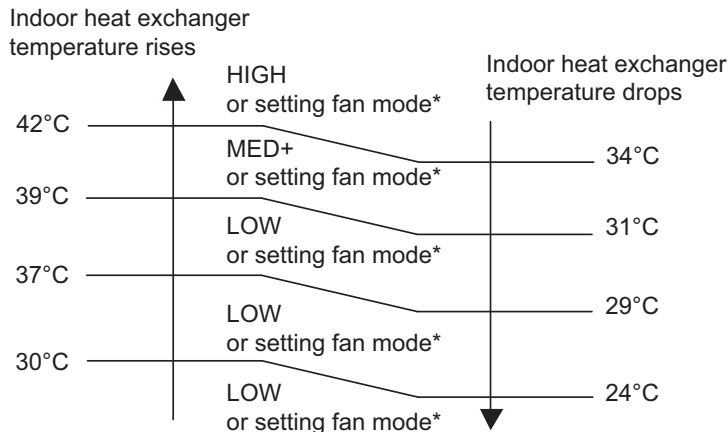 Indoor heat exchanger
temperature rises
Indoor heat exchanger
temperature drops
HIGH
or setting fan mode*
42°C
34°C
MED+
or setting fan mode*
39°C
31°C
LOW
or setting fan mode*
37°C
29°C
LOW
or setting fan mode*
30°C
24°C
LOW
or setting fan mode*